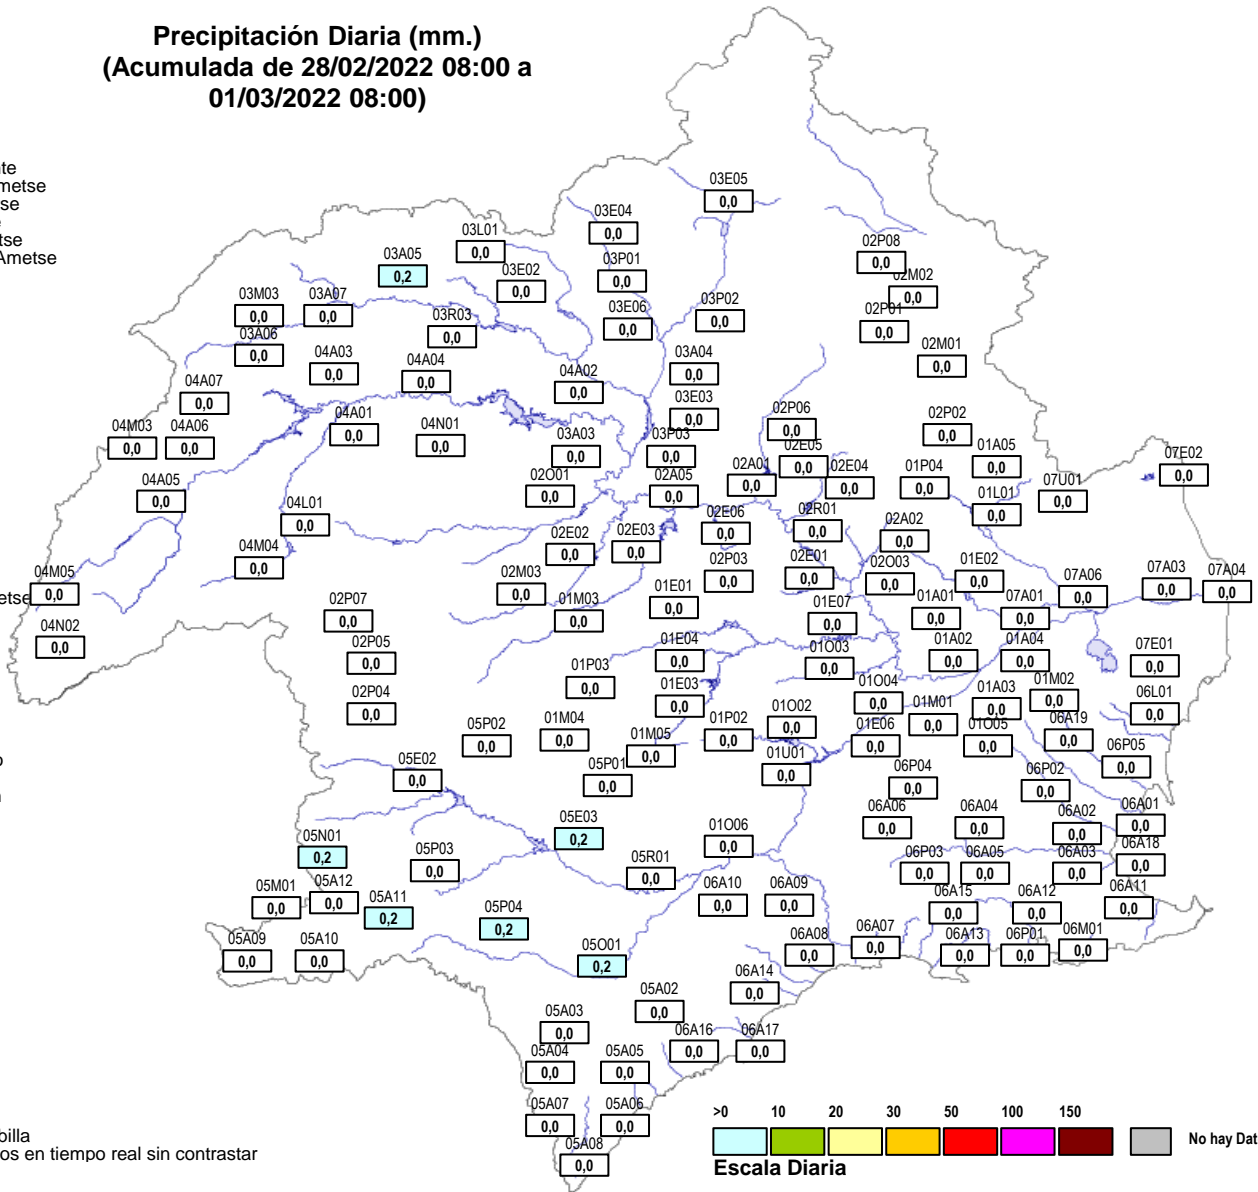 Precipitación Diaria (mm.)
(Acumulada de 28/02/2022 08:00 a
01/03/2022 08:00)
03E05
0,0
03E04
0,0
03L01
0,0
03A05
0,2
03P01
0,0
02P08
0,0
03E02
0,0
02M02
0,0
03M03
0,0
03A07
0,0
03P02
0,0
03E06
0,0
02P01
0,0
03R03
0,0
03A06
0,0
02M01
0,0
04A03
0,0
04A04
0,0
03A04
0,0
04A02
0,0
04A07
0,0
03E03
0,0
02P06
0,0
02P02
0,0
04A01
0,0
04M03
0,0
04A06
0,0
04N01
0,0
03A03
0,0
03P03
0,0
02E05
0,0
01A05
0,0
07E02
0,0
02O01
0,0
02A05
0,0
02A01
0,0
02E04
0,0
01P04
0,0
07U01
0,0
04A05
0,0
01L01
0,0
04L01
0,0
02E06
0,0
02R01
0,0
02A02
0,0
02E02
0,0
02E03
0,0
04M04
0,0
02P03
0,0
02E01
0,0
02O03
0,0
01E02
0,0
07A03
0,0
07A04
0,0
04M05
0,0
02M03
0,0
07A06
0,0
01E01
0,0
02P07
0,0
01M03
0,0
01E07
0,0
01A01
0,0
07A01
0,0
04N02
0,0
02P05
0,0
01E04
0,0
01O03
0,0
01A02
0,0
01A04
0,0
07E01
0,0
01P03
0,0
01E03
0,0
01O04
0,0
01A03
0,0
01M02
0,0
06L01
0,0
02P04
0,0
01M01
0,0
05P02
0,0
01M04
0,0
01M05
0,0
01P02
0,0
01O02
0,0
01E06
0,0
01O05
0,0
06A19
0,0
06P05
0,0
05E02
0,0
05P01
0,0
01U01
0,0
06P04
0,0
06P02
0,0
05E03
0,2
06A06
0,0
06A04
0,0
06A02
0,0
06A01
0,0
05N01
0,2
05P03
0,0
01O06
0,0
05R01
0,0
06P03
0,0
06A05
0,0
06A03
0,0
06A18
0,0
05M01
0,0
05A12
0,0
05A11
0,2
05P04
0,2
06A10
0,0
06A09
0,0
06A15
0,0
06A12
0,0
06A11
0,0
05A09
0,0
05A10
0,0
05O01
0,2
06A08
0,0
06A07
0,0
06A13
0,0
06P01
0,0
06M01
0,0
06A14
0,0
05A02
0,0
05A03
0,0
06A16
0,0
06A17
0,0
05A04
0,0
05A05
0,0
05A07
0,0
05A06
0,0
05A08
0,0
>0 10 20 30 50 100 150
No hay Dat
Escala Diaria
billa
os en tiempo real sin contrastar